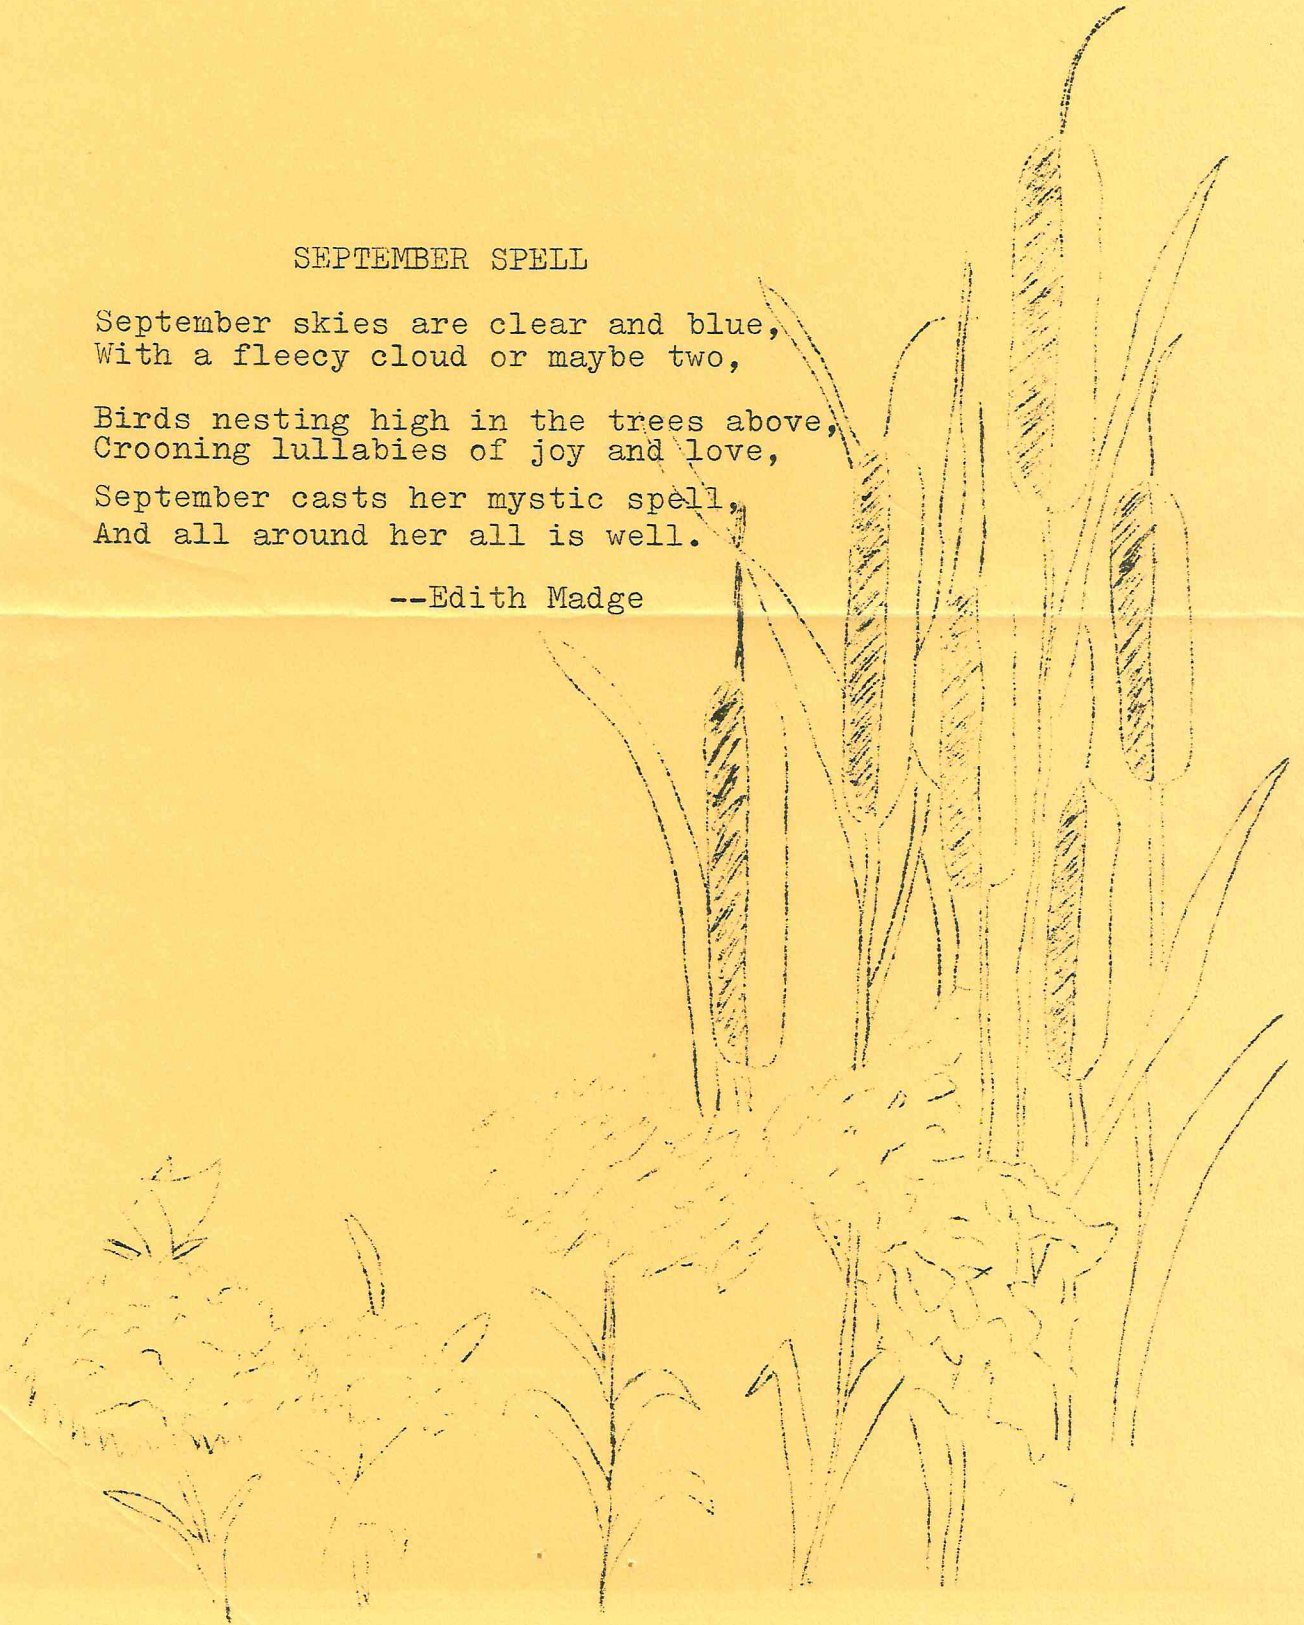 SEPTEMBER SPELL
September skies are clear and blue,
With a fleecy cloud or maybe two,
Birds nesting high in the trees above,
Crooning lullabies of joy and love,
September casts her mystic spell,
And all around her all is well.
--Edith Madge